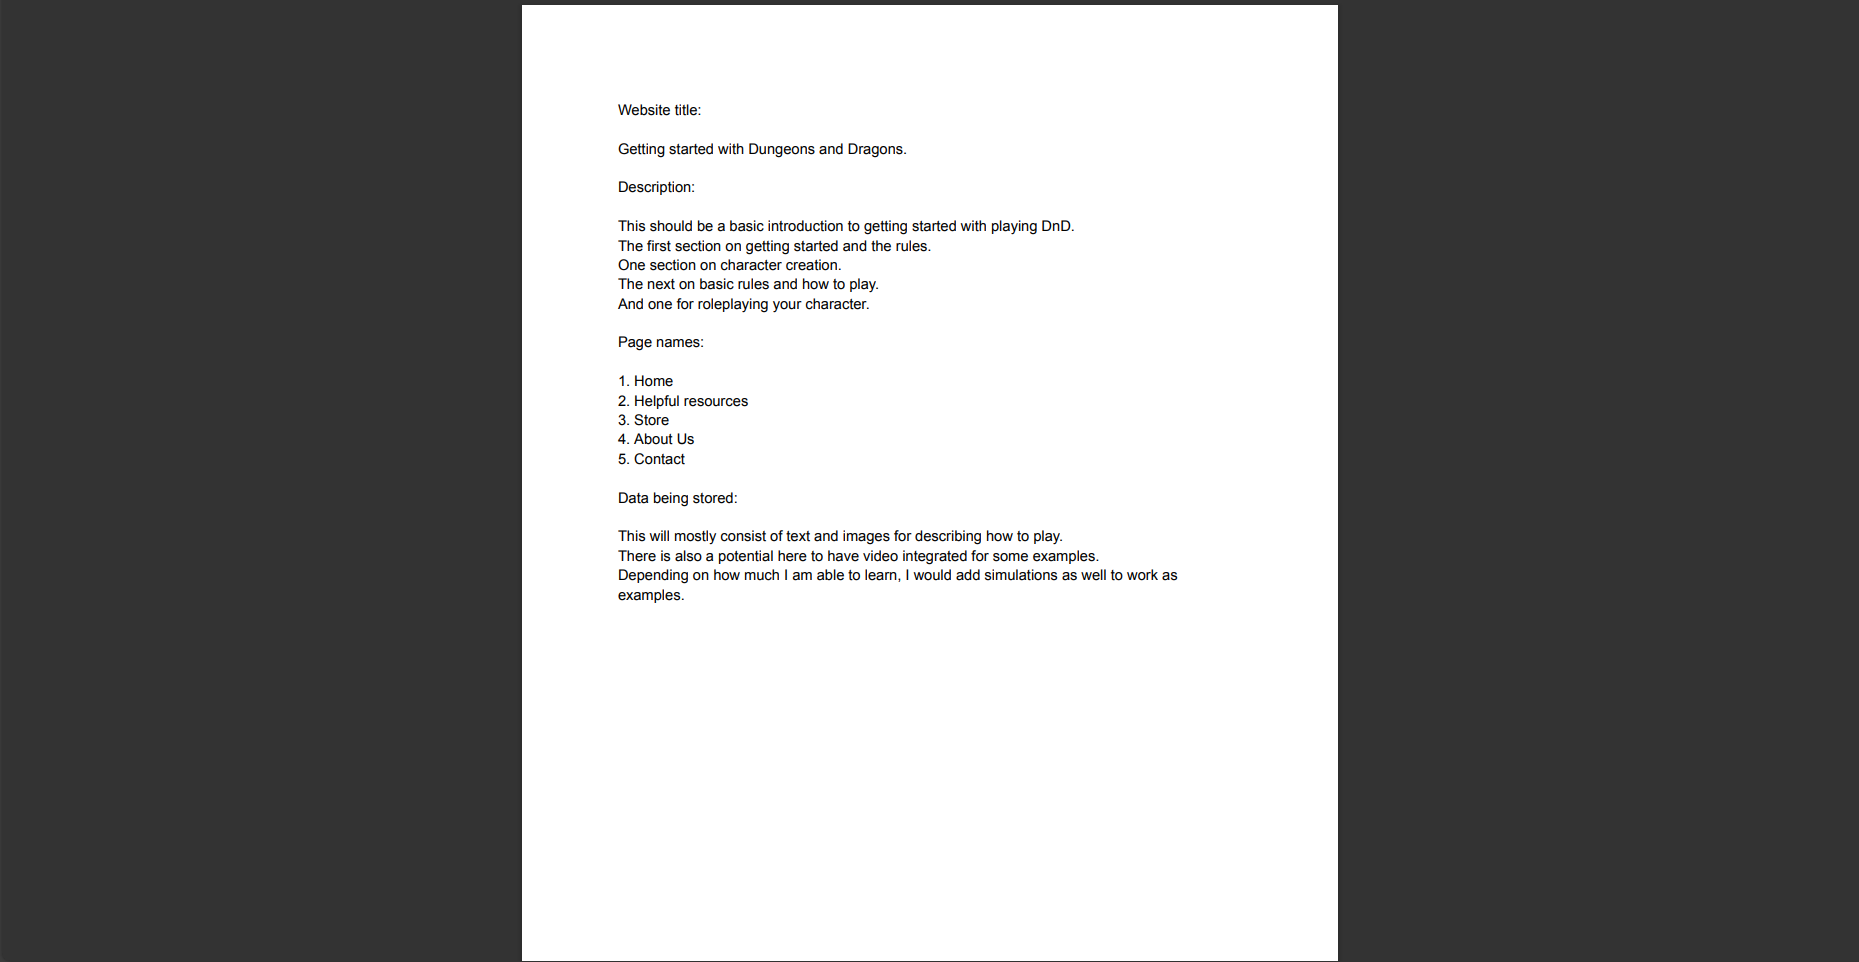 Website title:
Getting started with Dungeons and Dragons.
Description:
This should be a basic introduction to getting started with playing DnD.
The first section on getting started and the rules.
One section on character creation.
The next on basic rules and how to play.
And one for roleplaying your character.
Page names:
1. Home
2. Helpful resources
3. Store
4. About Us
5. Contact
Data being stored:
This will mostly consist of text and images for describing how to play.
There is also a potential here to have video integrated for some examples.
Depending on how much I am able to learn, I would add simulations as well to work as
examples.